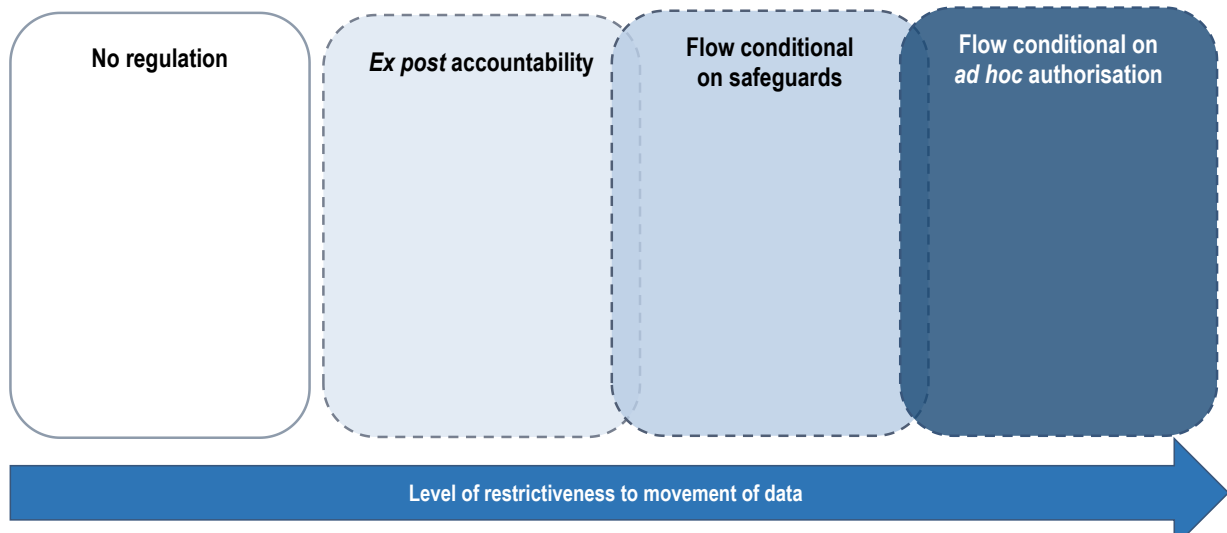 No regulation
Ex post accountability
Flow conditional
on safeguards
Flow conditional on
ad hoc authorisation
Level of restrictiveness to movement of data